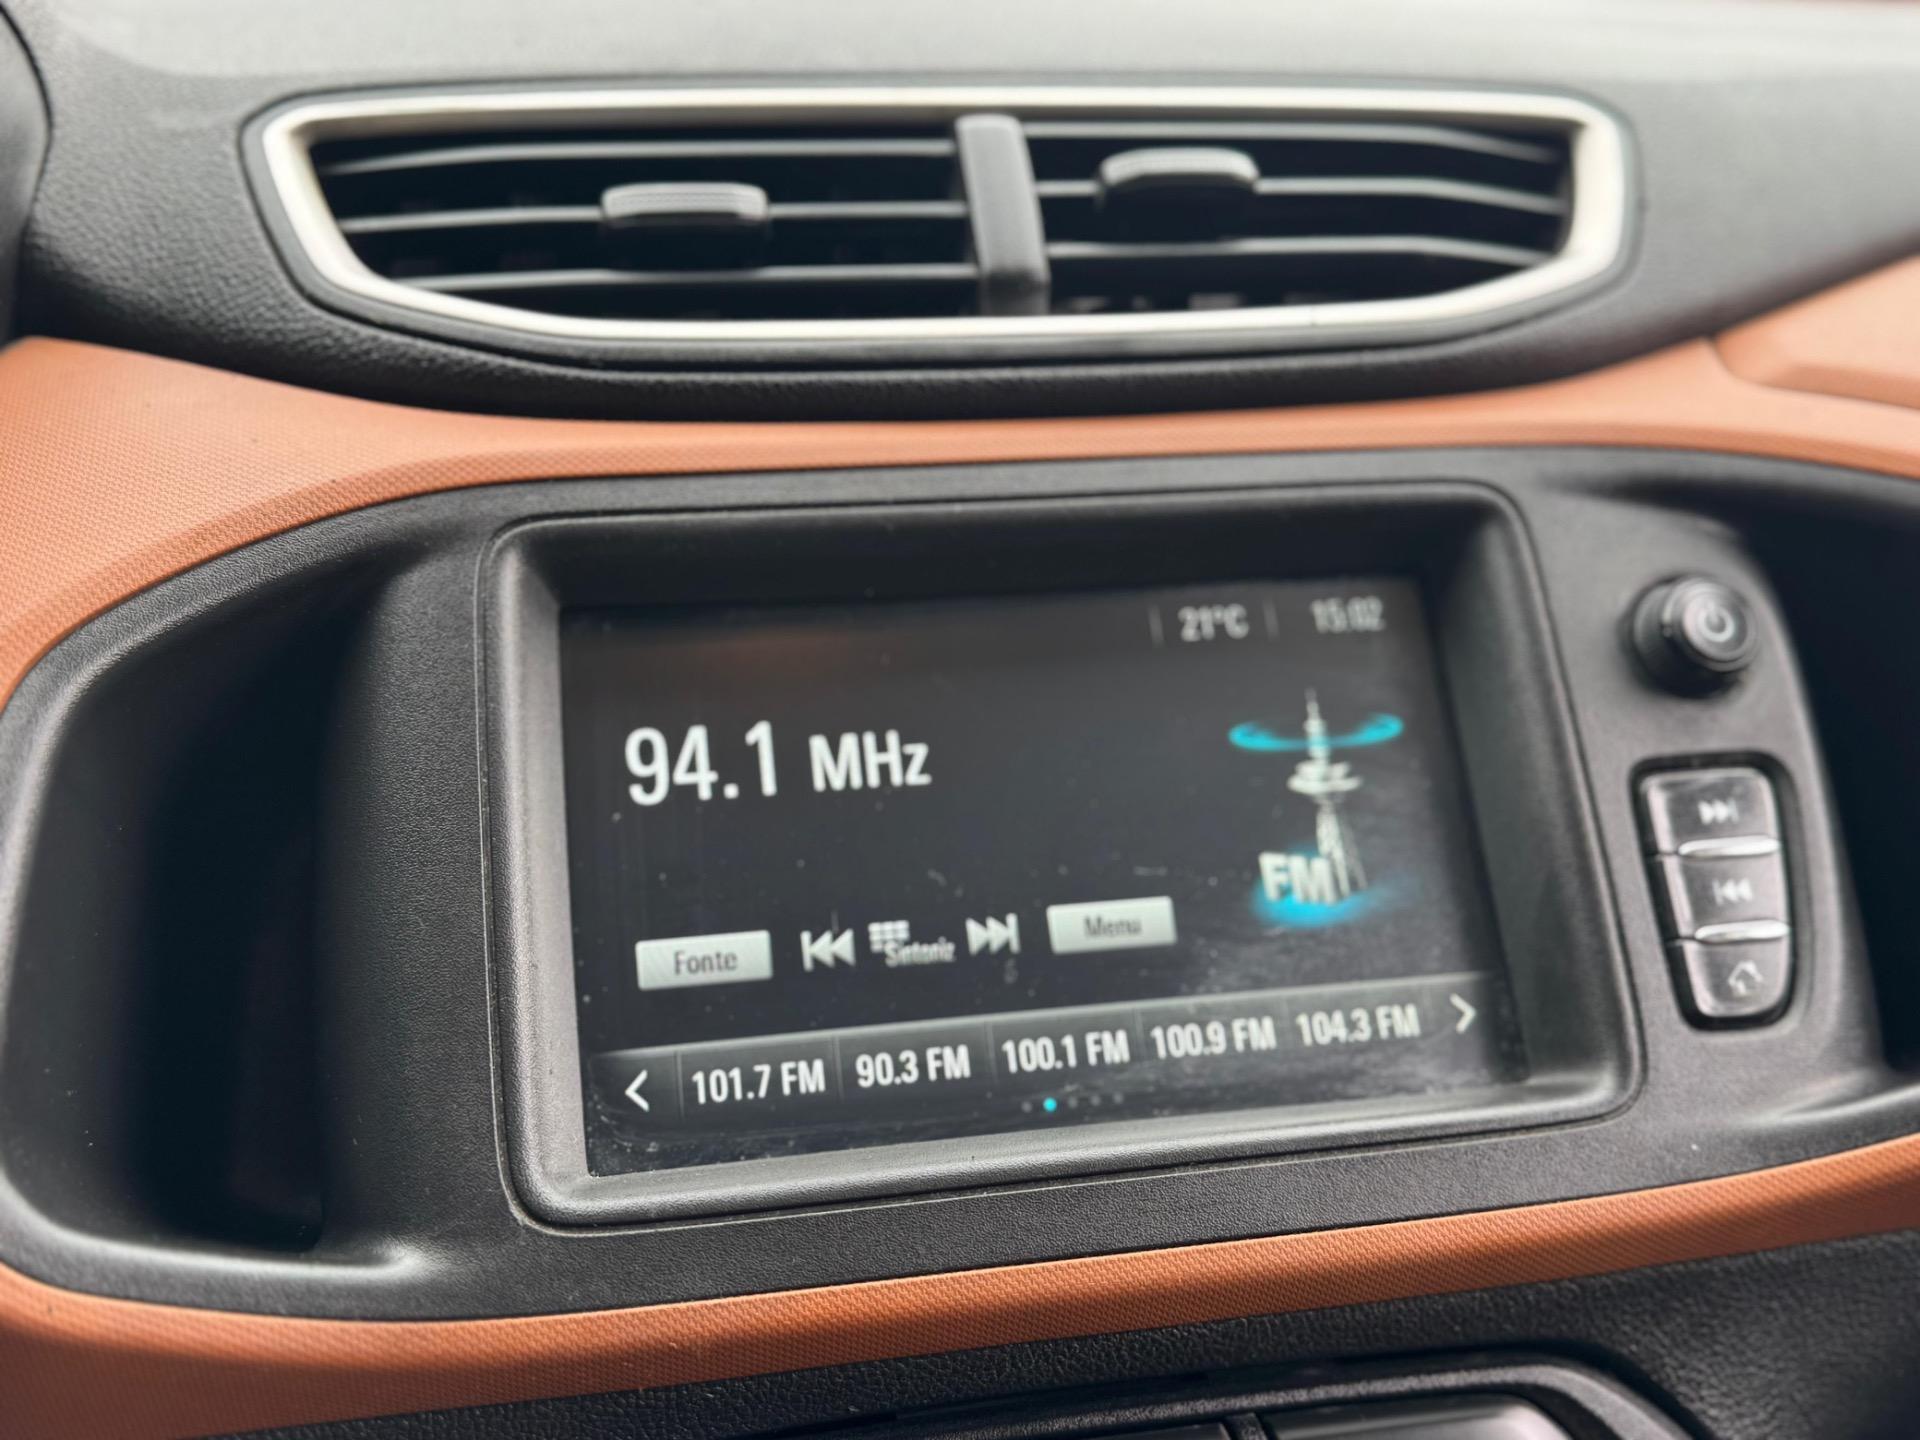 21°C 15:02
94.1 MHz
FM
Fonte Sintoniz Menu
101.7 FM 90.3 FM 100.1 FM 100.9 FM 104.3 FM